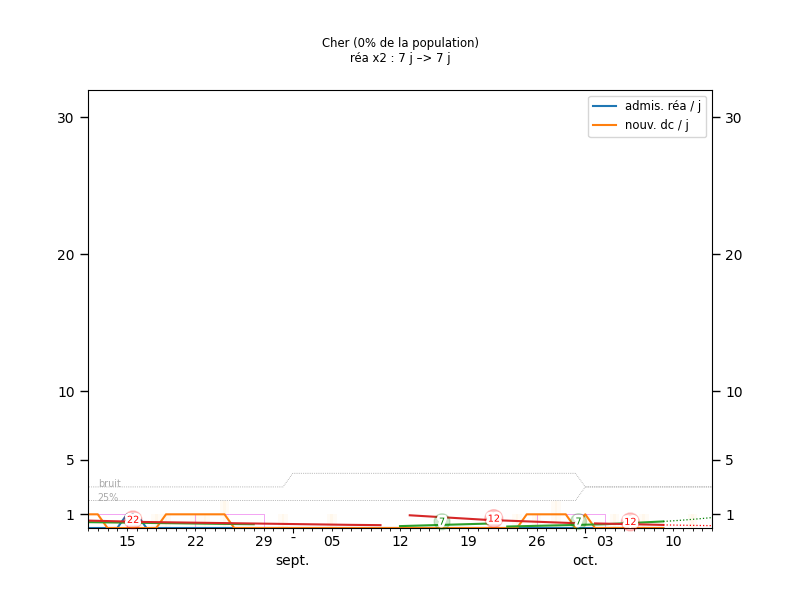 Cher (0% de la population)
réa x2 : 7 j –> 7 j
admis. réa / j
nouv. dc / j
30 30
20 20
10 10
5 5
bruit
25%
1 22 7 12 7 12 1
15 22 29 - 05 12 19 26 - 03 10
sept. oct.